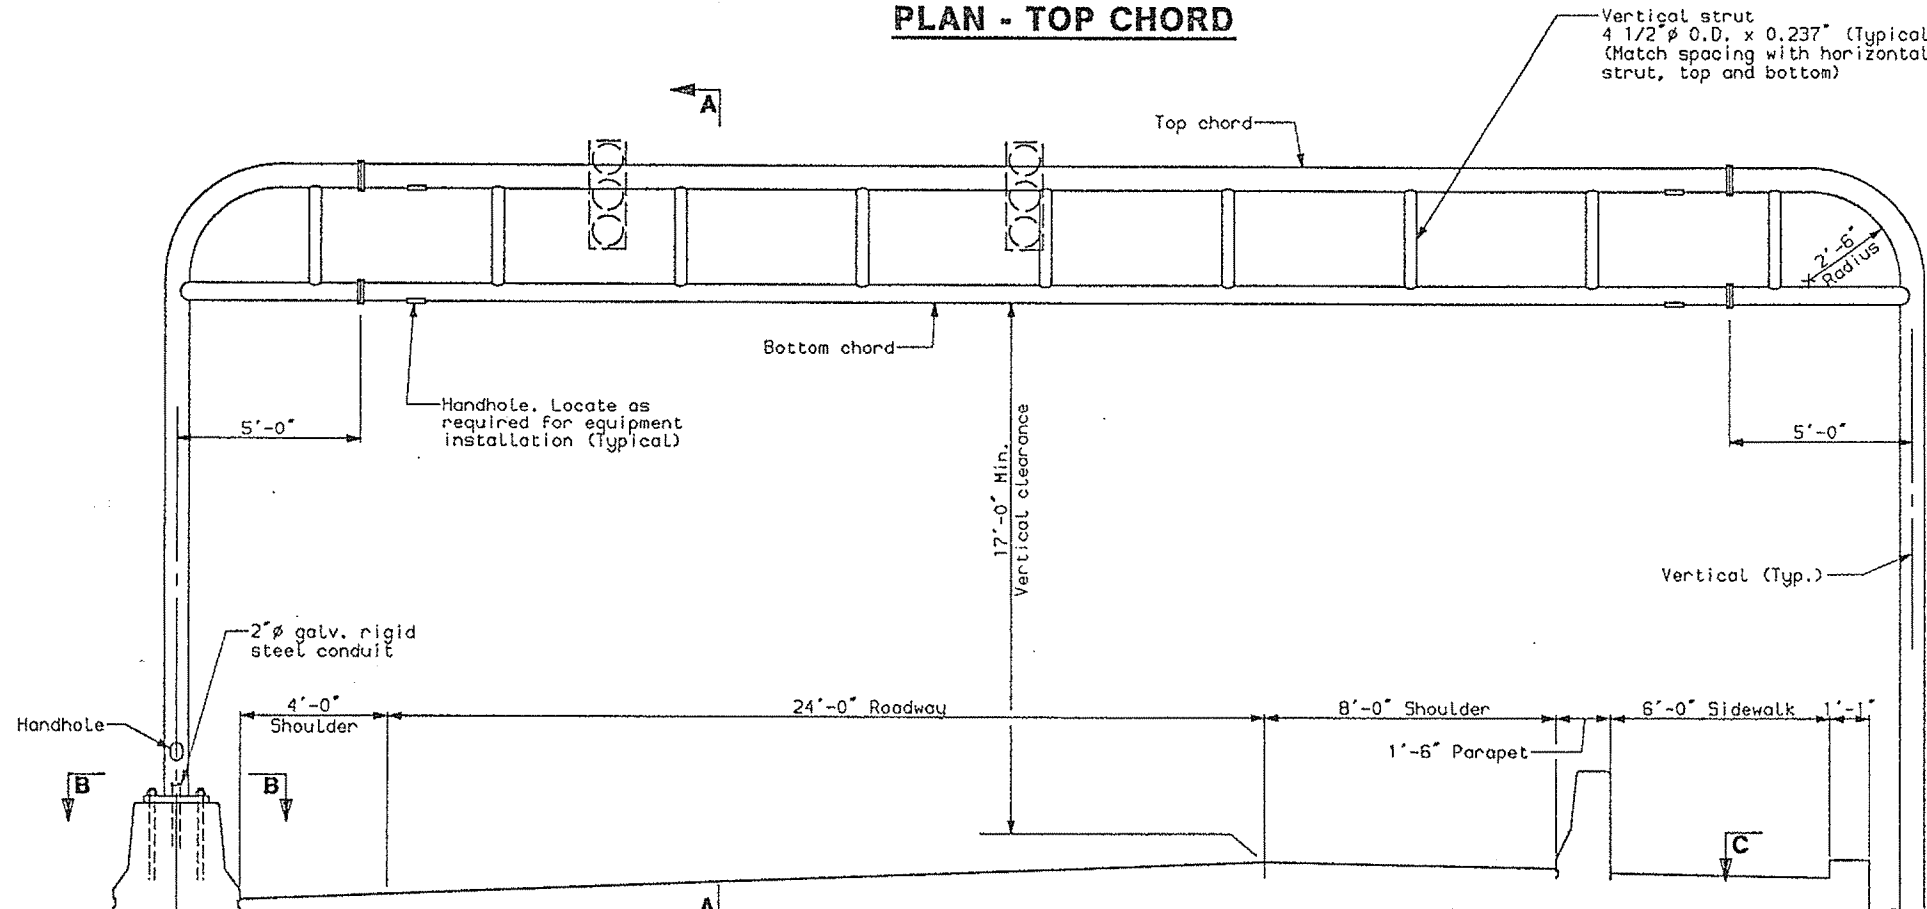 PLAN - TOP CHORD
Vertical strut
4 1/2"ø O.D. x 0.237" (Typical
(Match spacing with horizontal
strut, top and bottom)
A
Top chord
2'-6"
Radius
Bottom chord
Handhole. Locate as
required for equipment
installation (Typical)
5'-0"
5'-0"
17'-0" Min.
Vertical clearance
Vertical (Typ.)
2"ø galv. rigid
steel conduit
Handhole
4'-0"
Shoulder
24'-0" Roadway
8'-0" Shoulder
6'-0" Sidewalk
1'-1"
1'-6" Parapet
B
B
C
A